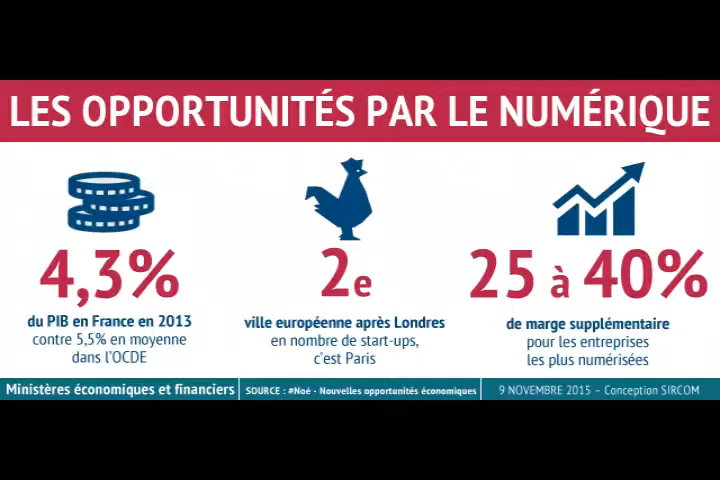 LES OPPORTUNITÉS PAR LE NUMÉRIQUE
4,3%
du PIB en France en 2013
contre 5,5% en moyenne
dans l'OCDE
2e
ville européenne après Londres
en nombre de start-ups,
c'est Paris
25 à 40%
de marge supplémentaire
pour les entreprises
les plus numérisées
Ministères économiques et financiers
SOURCE : #Noé - Nouvelles opportunités économiques
9 NOVEMBRE 2015 – Conception SIRCOM